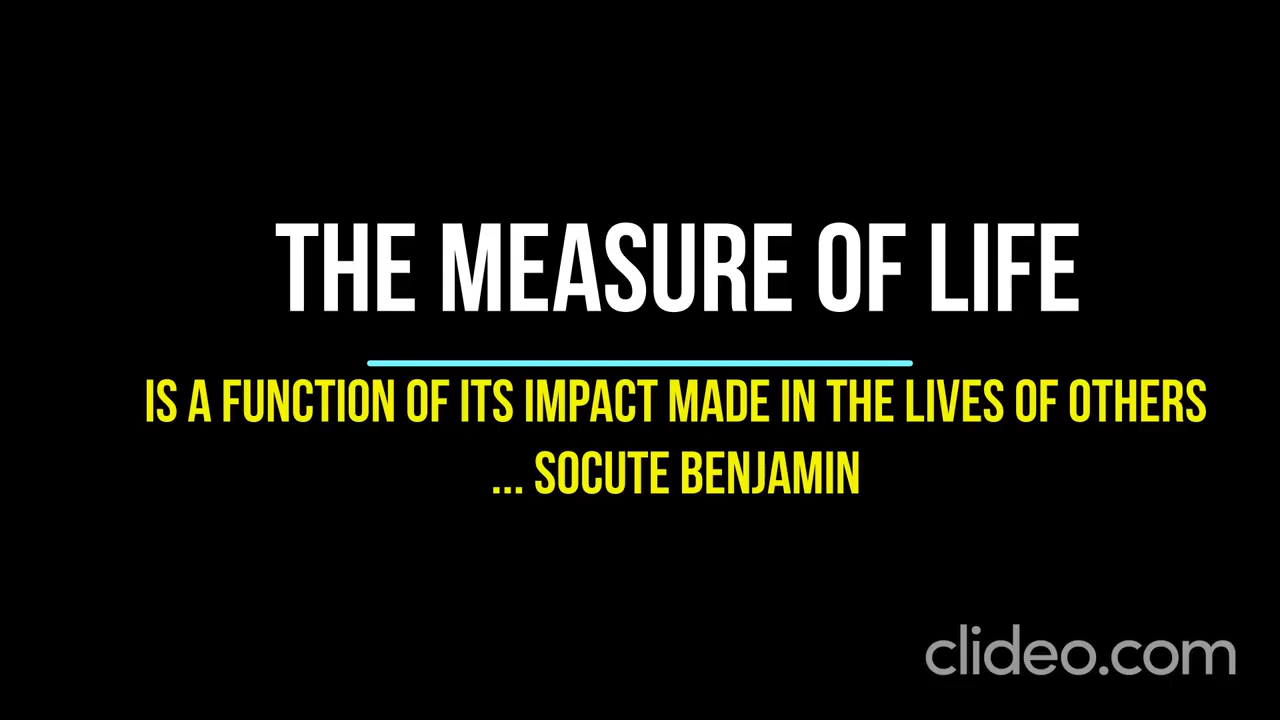 THE MEASURE OF LIFE
IS A FUNCTION OF ITS IMPACT MADE IN THE LIVES OF OTHERS
... SOCUTE BENJAMIN
clideo.com